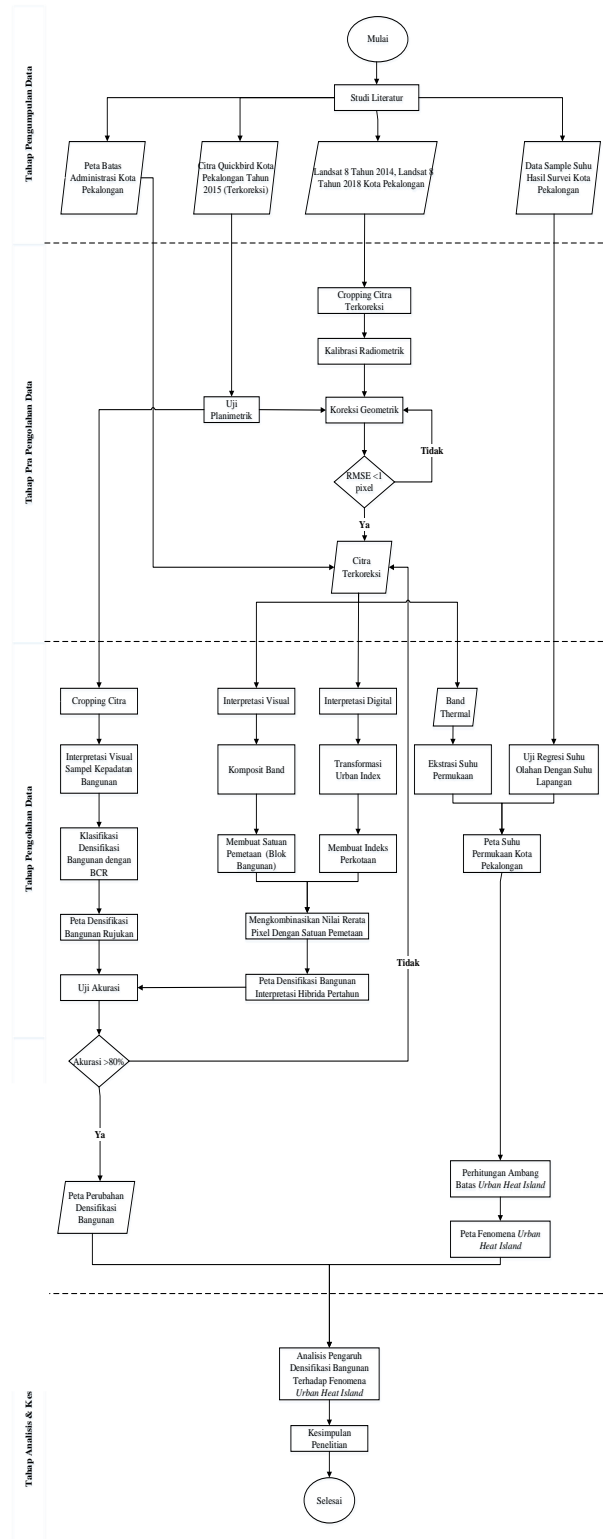 Tahap Pengumpulan Data
Mulai
Studi Literatur
Peta Batas
Administrasi Kota
Pekalongan
Citra Quickbird Kota
Pekalongan Tahun
2015 (Terkoreksi)
Landsat 8 Tahun 2014, Landsat 8
Tahun 2018 Kota Pekalongan
Data Sample Suhu
Hasil Survei Kota
Pekalongan
Tahap Pra Pengolahan Data
Cropping Citra
Terkoreksi
Kalibrasi Radiometrik
Uji
Planimetrik
Koreksi Geometrik
Tidak
RMSE <1
pixel
Ya
Citra
Terkoreksi
Tahap Pengolahan Data
Cropping Citra
Interpretasi Visual
Interpretasi Digital
Band
Thermal
Interpretasi Visual
Sampel Kepadatan
Bangunan
Komposit Band
Transformasi
Urban Index
Ekstrasi Suhu
Permukaan
Uji Regresi Suhu
Olahan Dengan Suhu
Lapangan
Klasifikasi
Densifikasi
Bangunan dengan
BCR
Membuat Satuan
Pemetaan (Blok
Bangunan)
Membuat Indeks
Perkotaan
Peta Suhu
Permukaan Kota
Pekalongan
Peta Densifikasi
Bangunan Rujukan
Mengkombinasikan Nilai Rerata
Pixel Dengan Satuan Pemetaan
Tidak
Uji Akurasi
Peta Densifikasi Bangunan
Interpretasi Hibrida Pertahun
Akurasi >80%
Ya
Peta Perubahan
Densifikasi
Bangunan
Perhitungan Ambang
Batas Urban Heat Island
Peta Fenomena Urban
Heat Island
Tahap Analisis & Kes
Analisis Pengaruh
Densifikasi Bangunan
Terhadap Fenomena
Urban Heat Island
Kesimpulan
Penelitian
Selesai